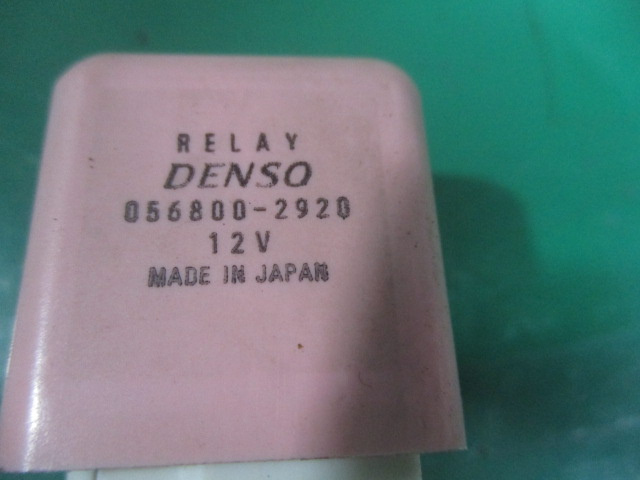 RELAY
DENSO
056800-2920
12V
MADE IN JAPAN